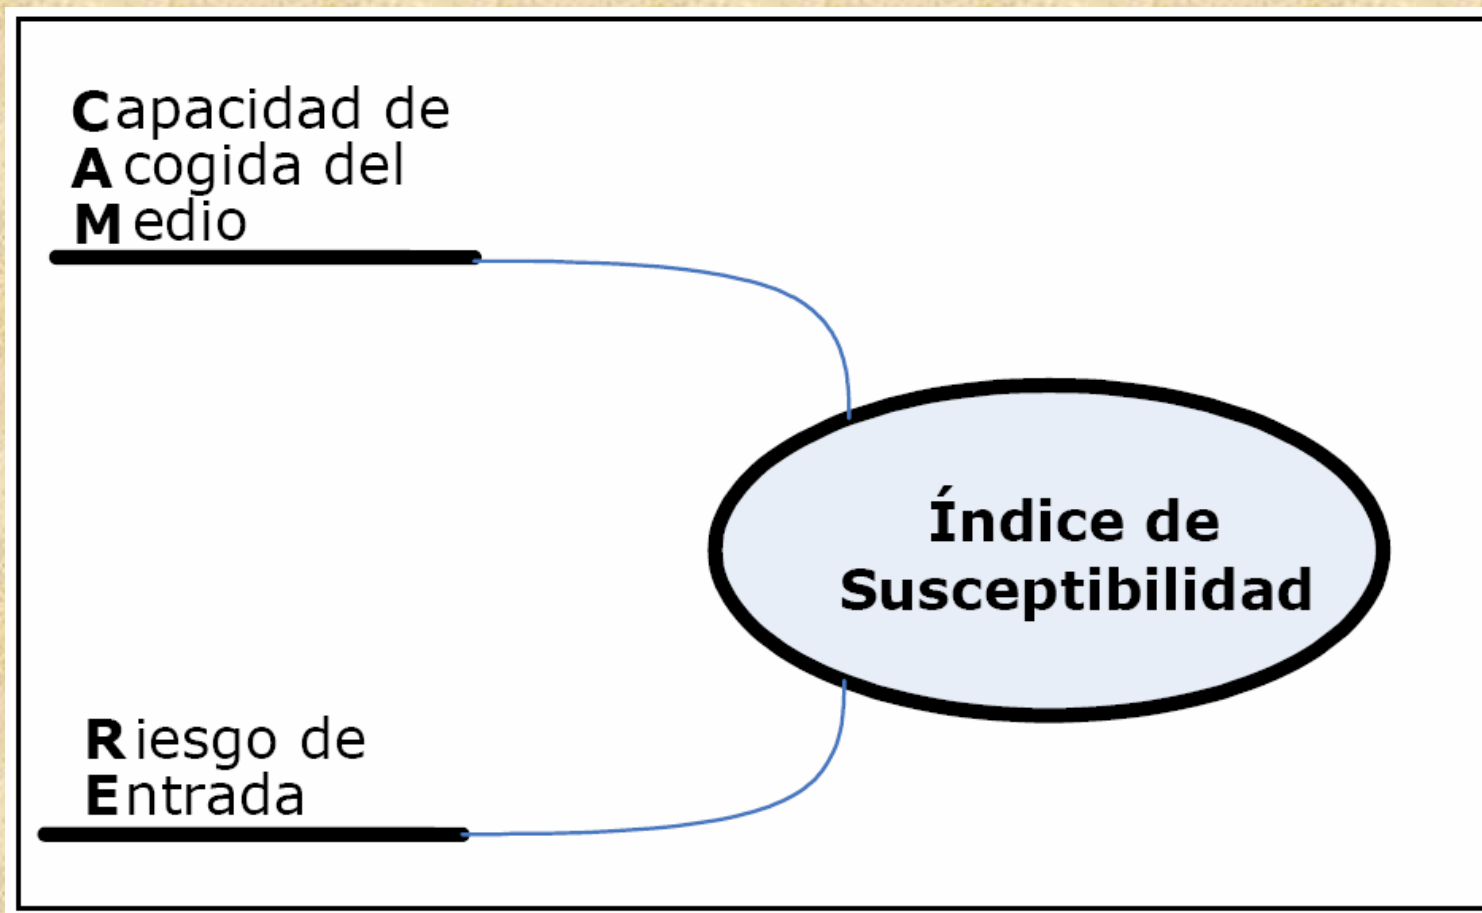 Capacidad de
Acogida del
Medio
Índice de
Susceptibilidad
Riesgo de
Entrada